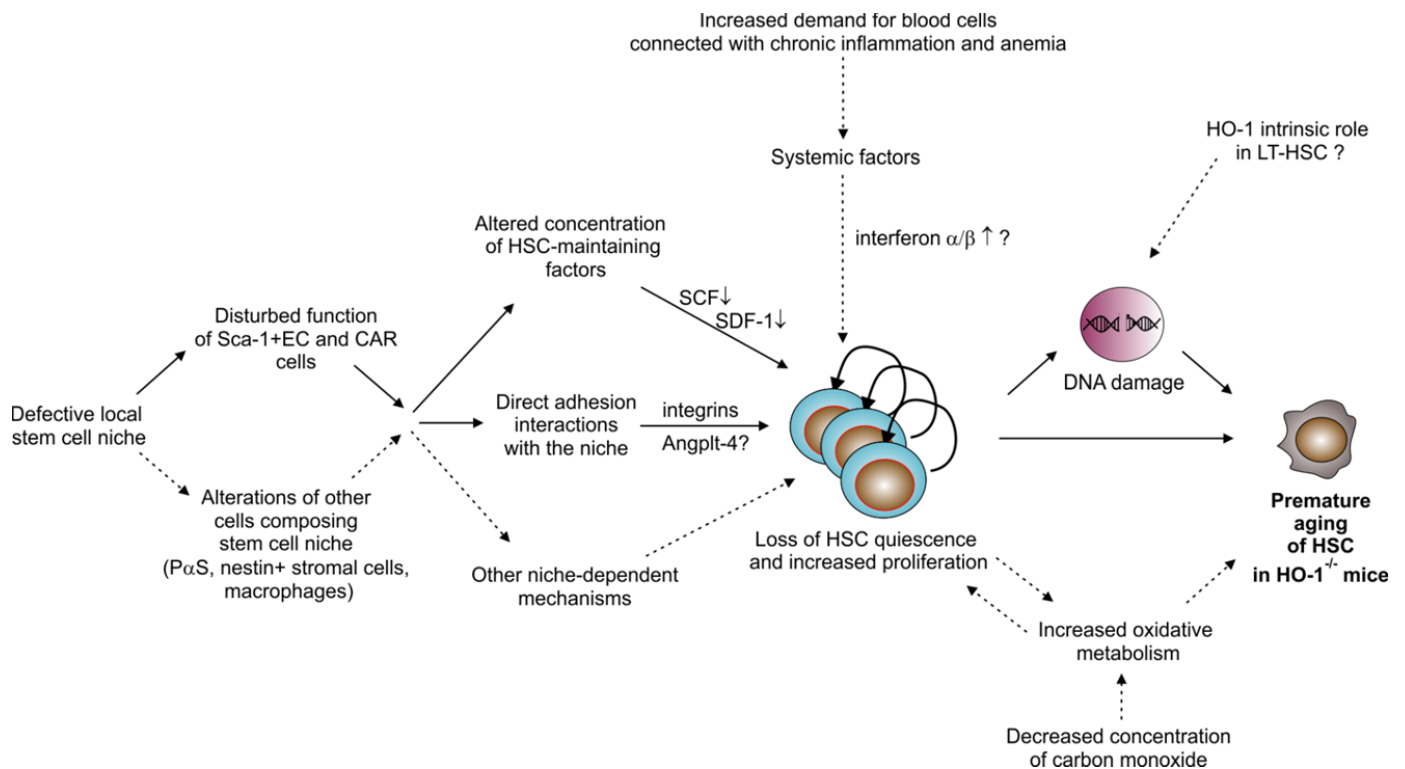 Increased demand for blood cells
connected with chronic inflammation and anemia
Systemic factors
interferon α/β ↑ ?
HO-1 intrinsic role
in LT-HSC ?
Altered concentration
of HSC-maintaining
factors
SCF↓
SDF-1↓
Disturbed function
of Sca-1+EC and CAR
cells
Defective local
stem cell niche
Direct adhesion
interactions
with the niche
integrins
Angplt-4?
Alterations of other
cells composing
stem cell niche
(PαS, nestin+ stromal cells,
macrophages)
Other niche-dependent
mechanisms
Loss of HSC quiescence
and increased proliferation
DNA damage
Premature
aging
of HSC
in HO-1-/- mice
Increased oxidative
metabolism
Decreased concentration
of carbon monoxide